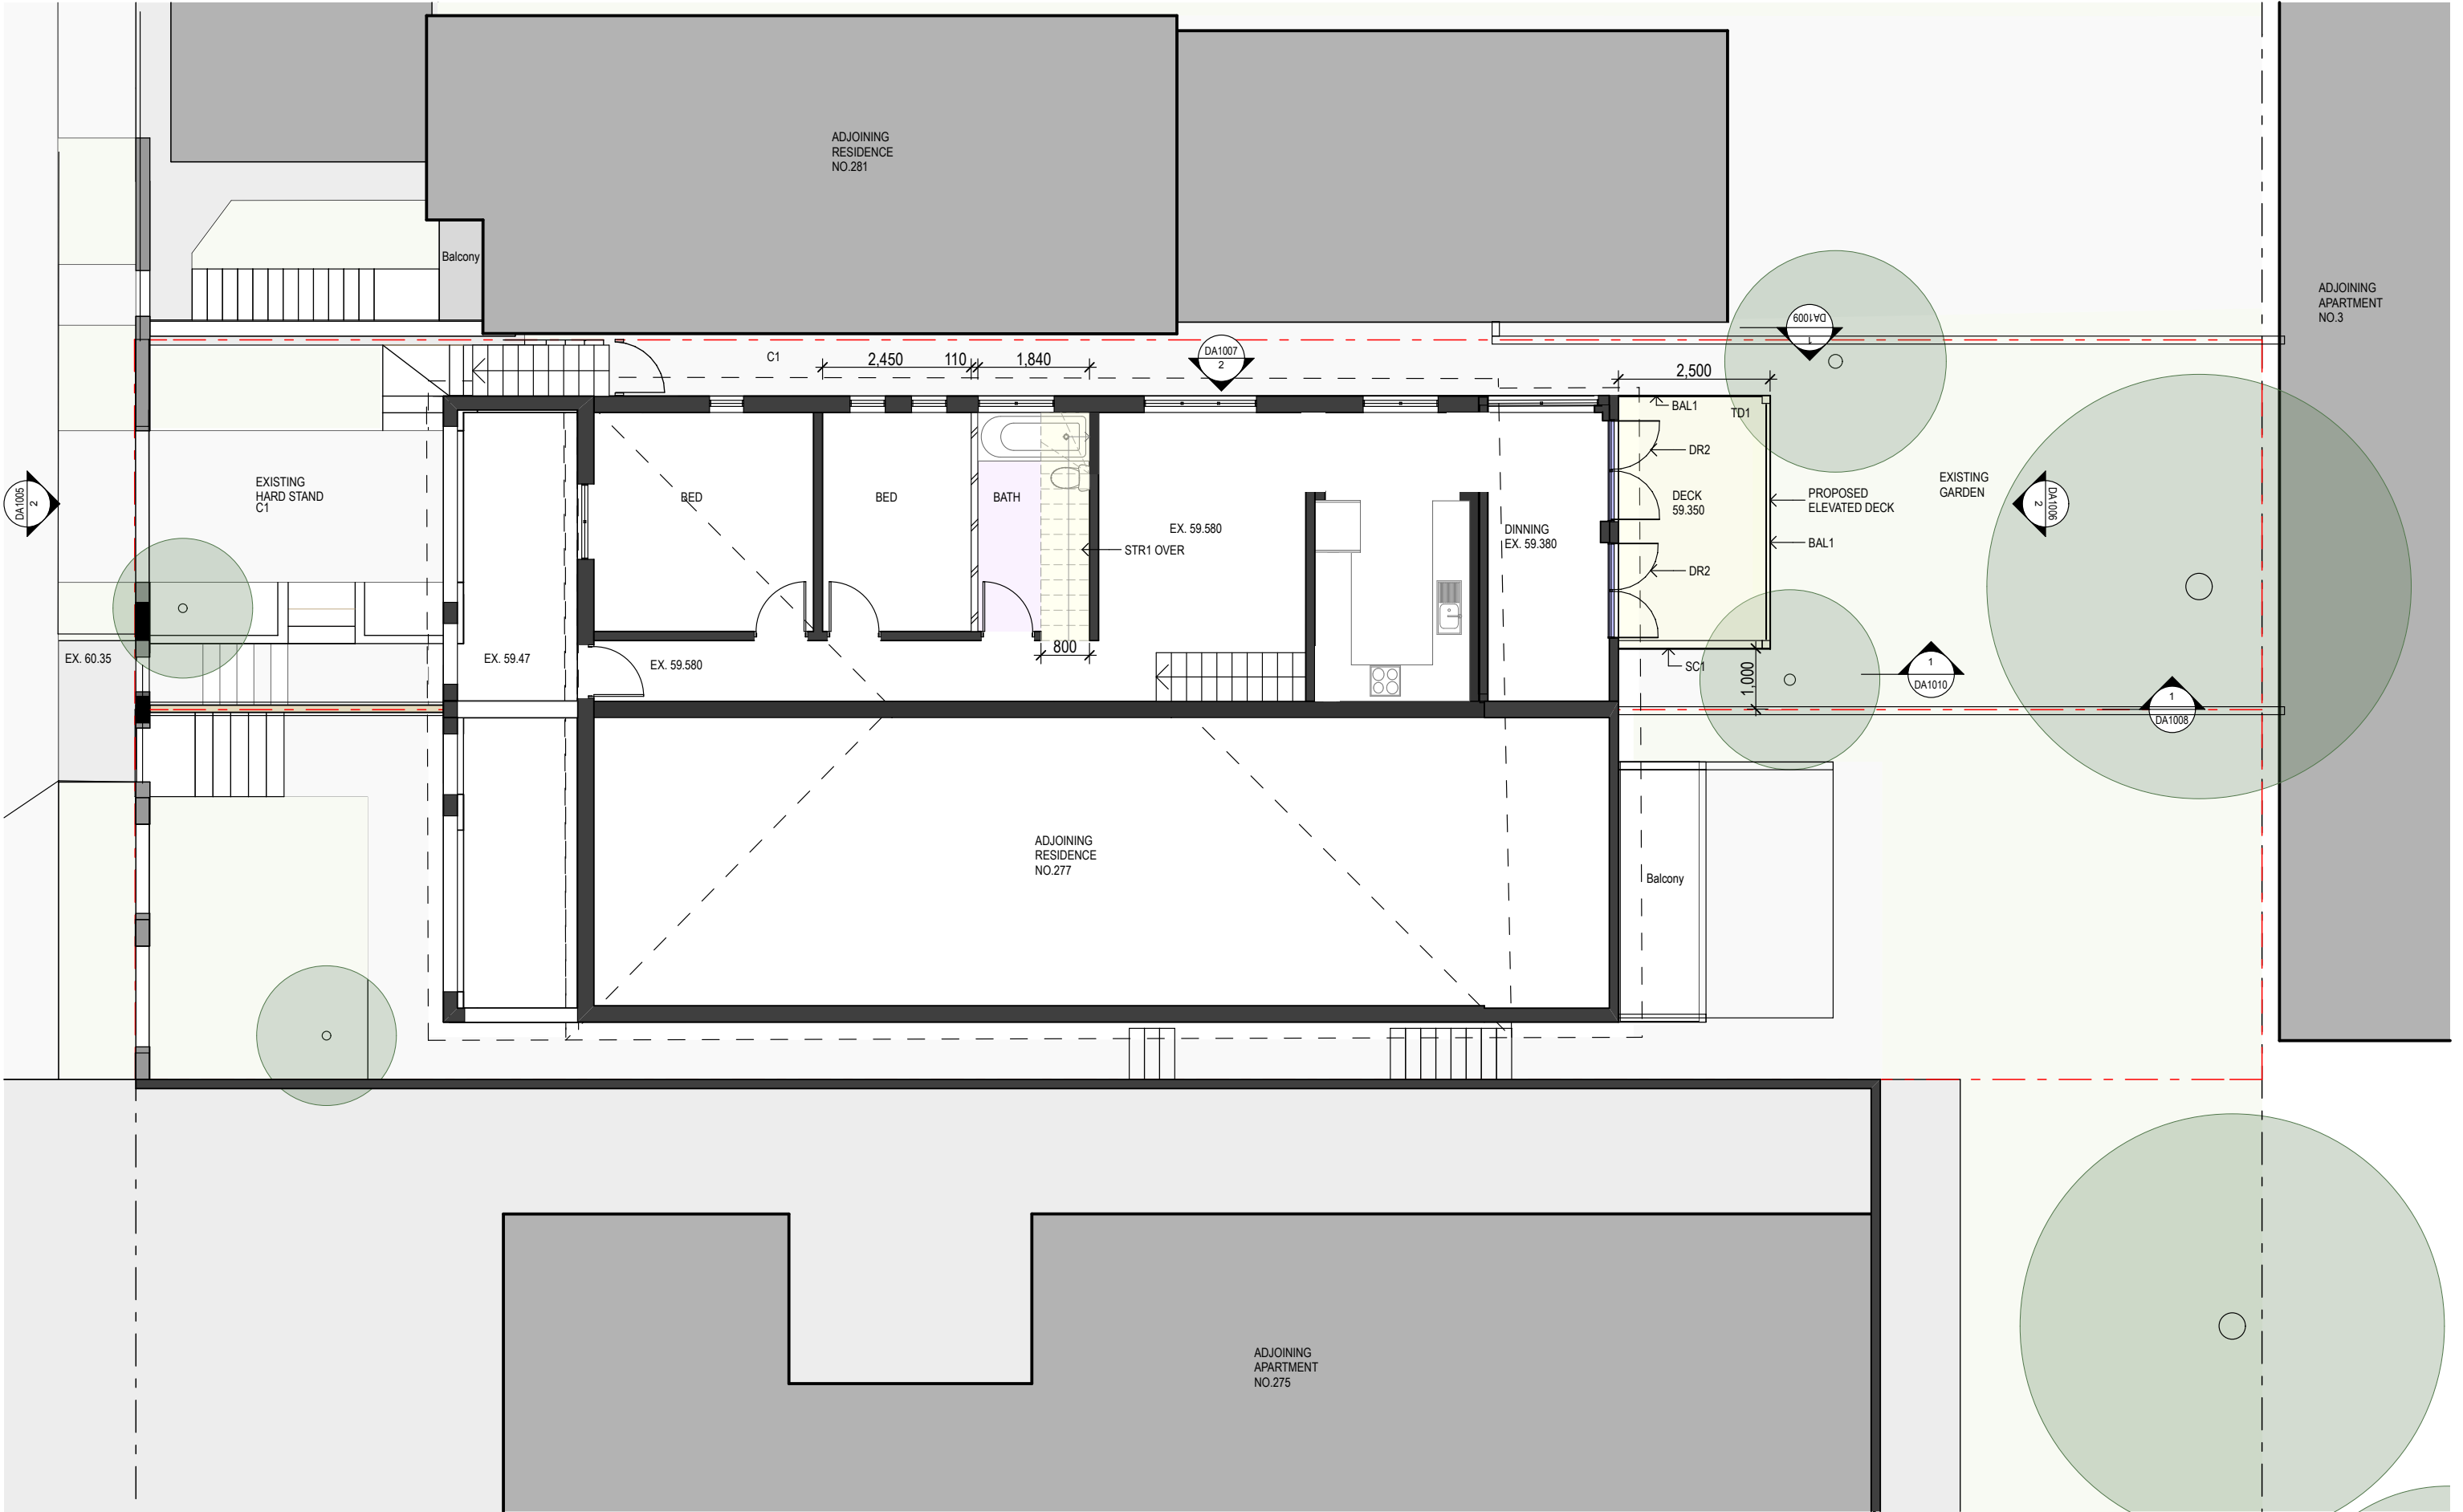 ADJOINING
RESIDENCE
NO.281
Balcony
ADJOINING
APARTMENT
NO.3
DA1009
1
C1
2,450
110
1,840
DA1007
2
2,500
BAL1
TD1
DR2
EXISTING
HARD STAND
C1
DA1005
2
BED
BED
BATH
EX. 59.580
STR1 OVER
DINNING
EX. 59.380
DECK
59.350
PROPOSED
ELEVATED DECK
EXISTING
GARDEN
DA1006
2
BAL1
DR2
800
EX. 60.35
EX. 59.47
EX. 59.580
SC1
1,000
1
DA1010
1
DA1008
ADJOINING
RESIDENCE
NO.277
Balcony
ADJOINING
APARTMENT
NO.275